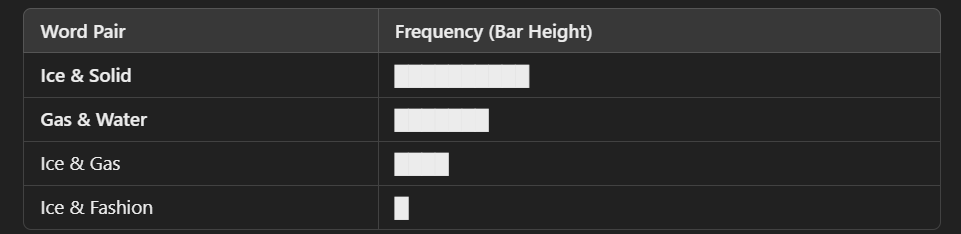 Word Pair Frequency (Bar Height)
Ice & Solid ██████████
Gas & Water ███████
Ice & Gas ████
Ice & Fashion █